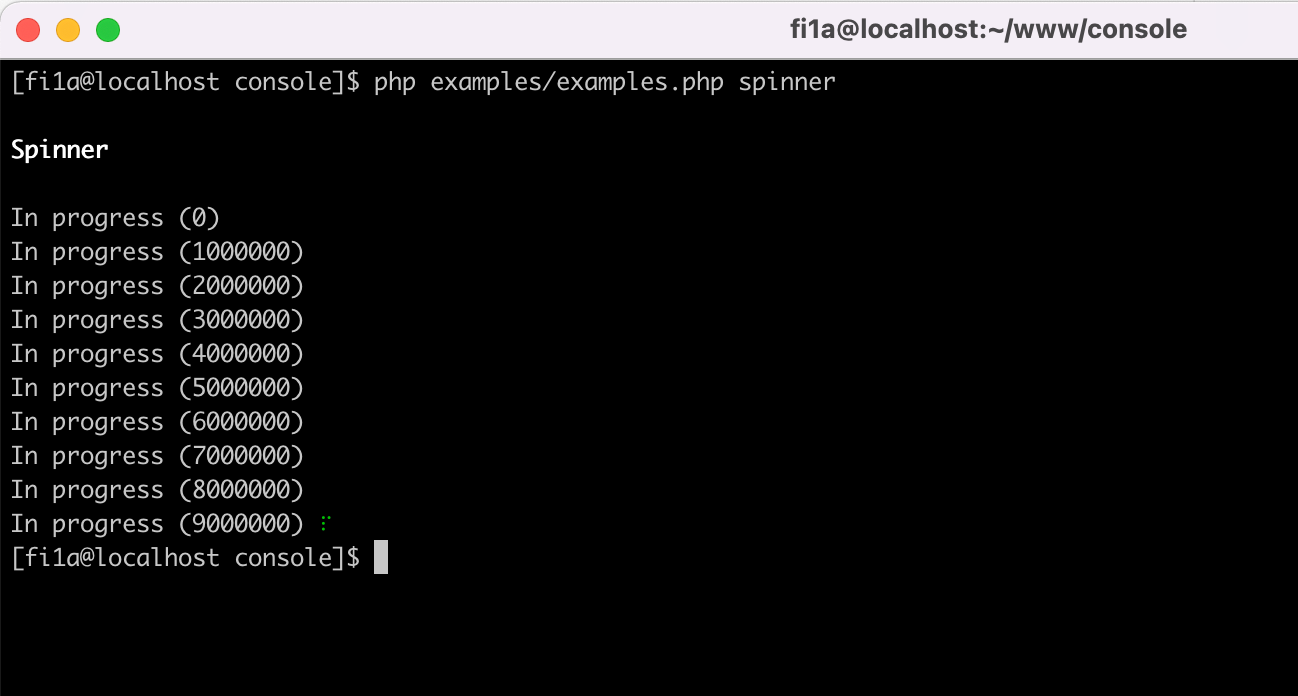 fi1a@localhost:~/www/console
[fi1a@localhost console]$ php examples/examples.php spinner
Spinner
In progress (0)
In progress (1000000)
In progress (2000000)
In progress (3000000)
In progress (4000000)
In progress (5000000)
In progress (6000000)
In progress (7000000)
In progress (8000000)
In progress (9000000) ⠏
[fi1a@localhost console]$